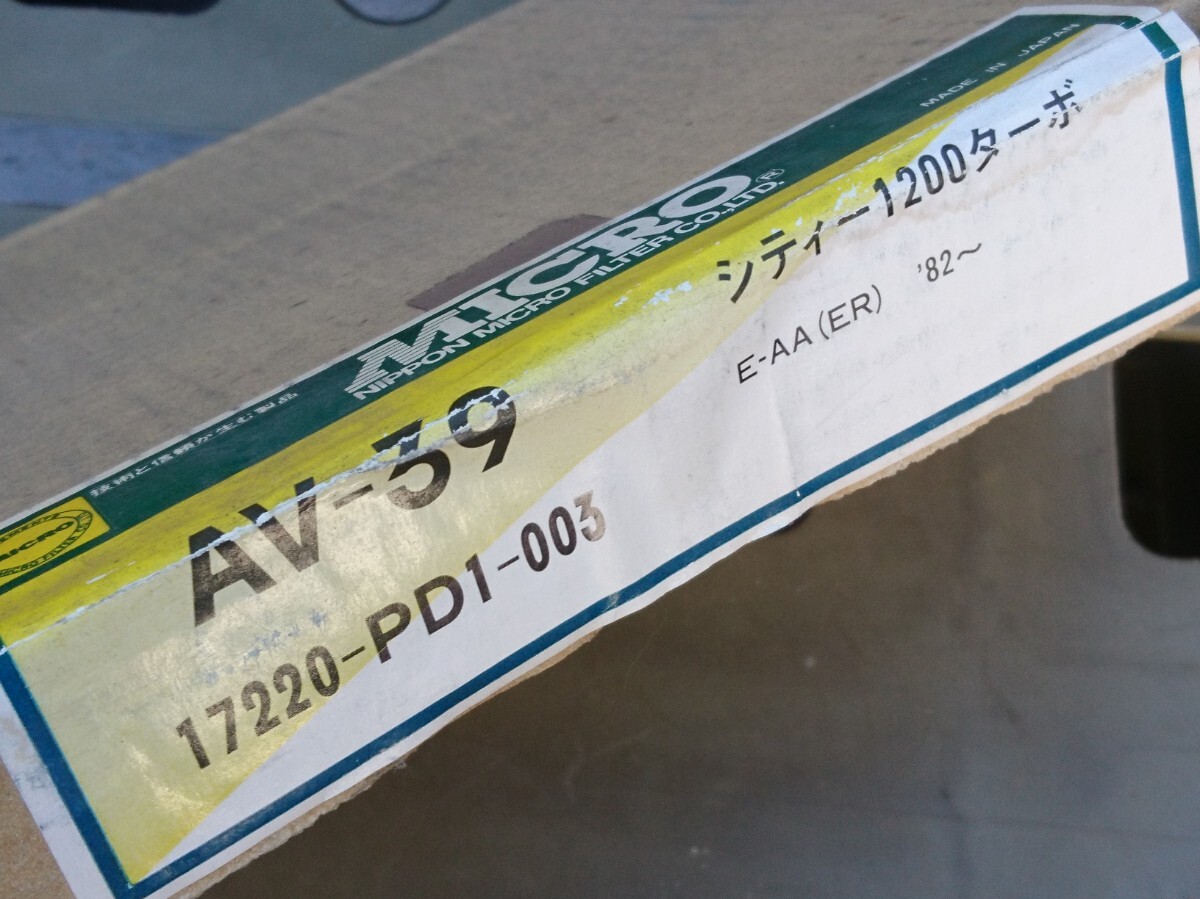 MICRO
技術と信頼が生む製品
MICRO®
NIPPON MICRO FILTER CO.,LTD.
MADE IN JAPAN
AV-39
17220-PD1-003
シティー1200ターボ
E-AA(ER) '82〜